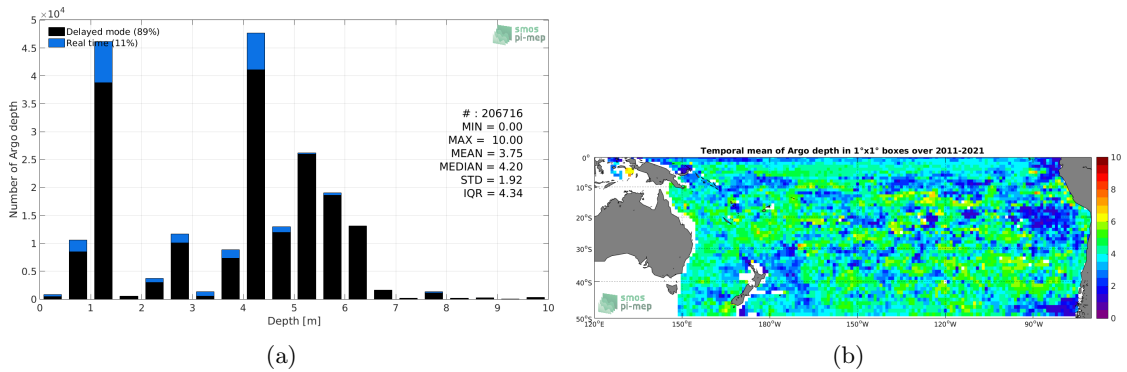 ×10⁴
5
4.5
4
3.5
3
2.5
2
1.5
1
0.5
0
Number of Argo depth
Delayed mode (89%)
Real time (11%)
smos
pi-mep
# : 206716
MIN = 0.00
MAX = 10.00
MEAN = 3.75
MEDIAN = 4.20
STD = 1.92
IQR = 4.34
1 2 3 4 5 6 7 8 9 10
Depth [m]
(a)
Temporal mean of Argo depth in 1°x1° boxes over 2011-2021
0°
10°S
20°S
30°S
40°S
50°S
120°E 150°E 180°W 150°W 120°W 90°W
smos
pi-mep
10
8
6
4
2
0
(b)